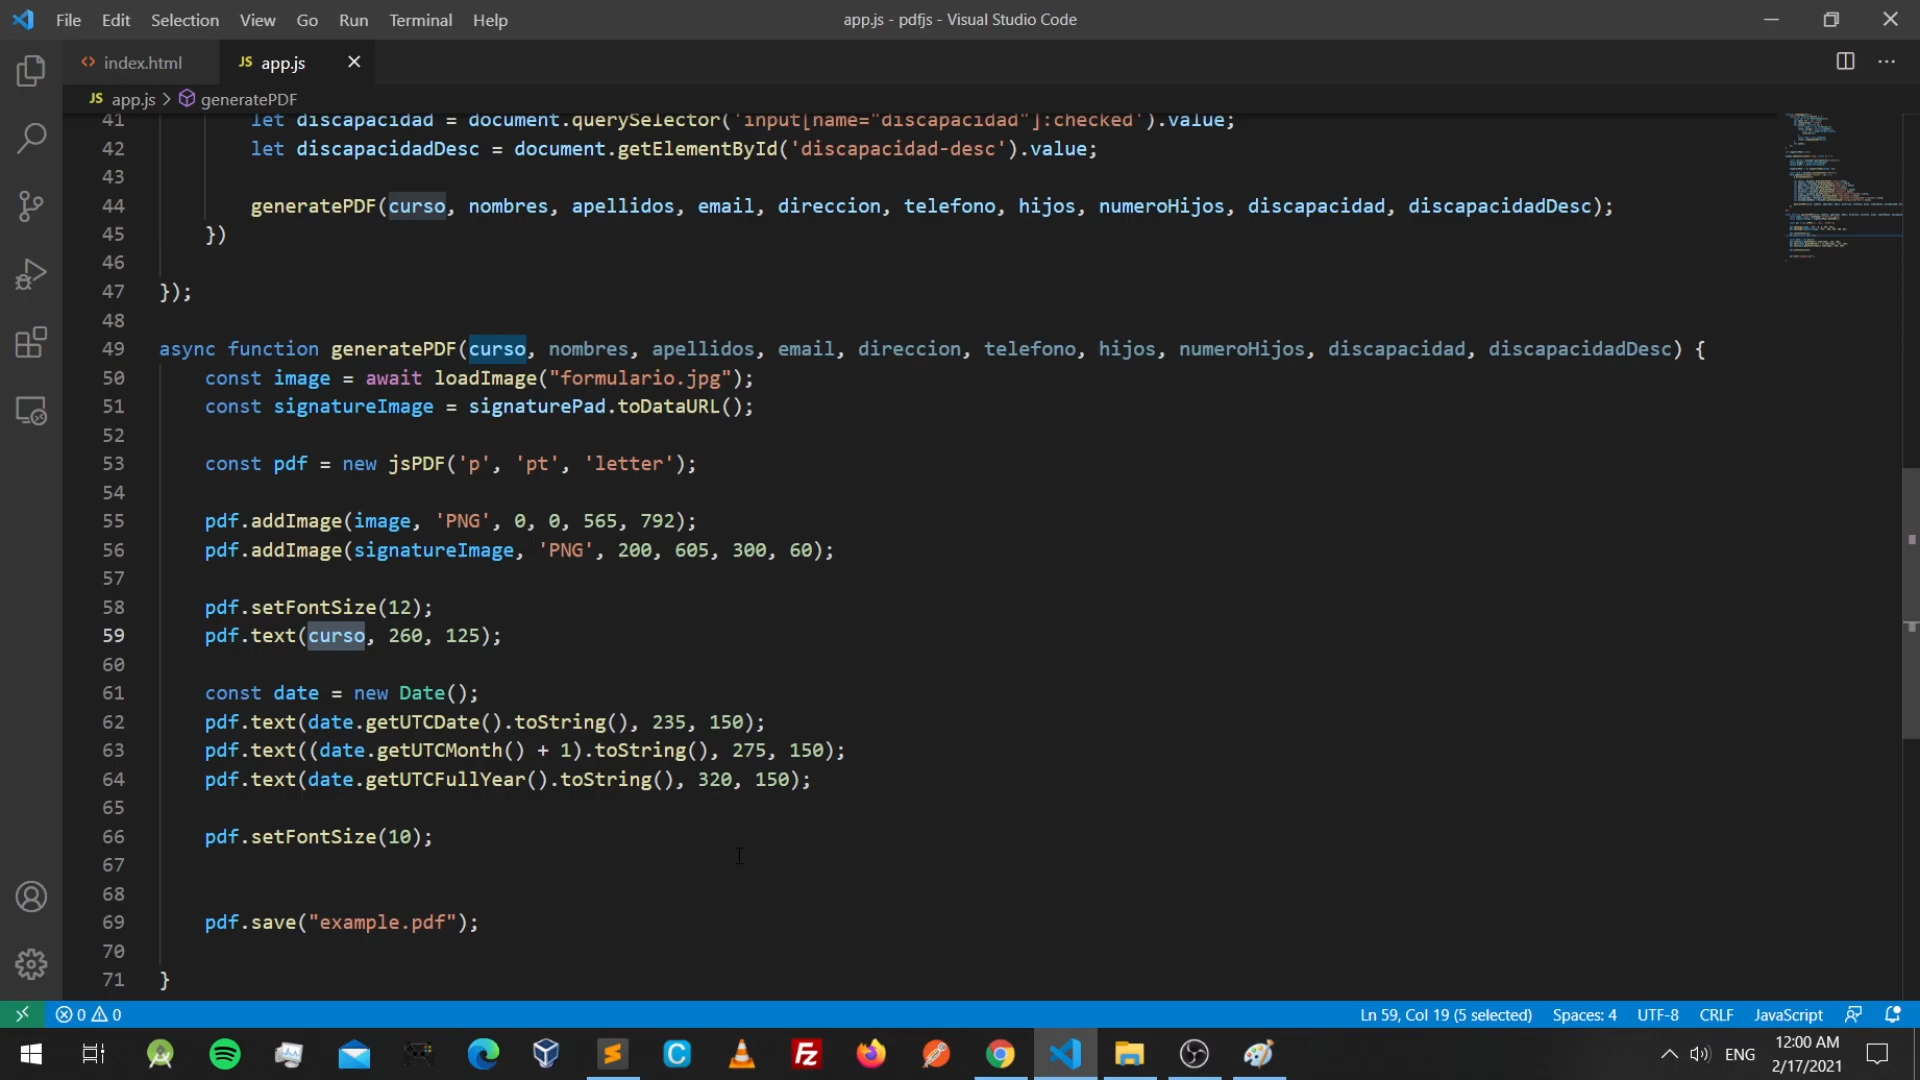 File Edit Selection View Go Run Terminal Help
app.js - pdfjs - Visual Studio Code
index.html
JS app.js
JS app.js > generatePDF
41 let discapacidad = document.querySelector('input[name="discapacidad"]:checked').value;
42 let discapacidadDesc = document.getElementById('discapacidad-desc').value;
43
44 generatePDF(curso, nombres, apellidos, email, direccion, telefono, hijos, numeroHijos, discapacidad, discapacidadDesc);
45 })
46
47 });
48
49 async function generatePDF(curso, nombres, apellidos, email, direccion, telefono, hijos, numeroHijos, discapacidad, discapacidadDesc) {
50 const image = await loadImage("formulario.jpg");
51 const signatureImage = signaturePad.toDataURL();
52
53 const pdf = new jsPDF('p', 'pt', 'letter');
54
55 pdf.addImage(image, 'PNG', 0, 0, 565, 792);
56 pdf.addImage(signatureImage, 'PNG', 200, 605, 300, 60);
57
58 pdf.setFontSize(12);
59 pdf.text(curso, 260, 125);
60
61 const date = new Date();
62 pdf.text(date.getUTCDate().toString(), 235, 150);
63 pdf.text((date.getUTCMonth() + 1).toString(), 275, 150);
64 pdf.text(date.getUTCFullYear().toString(), 320, 150);
65
66 pdf.setFontSize(10);
67
68
69 pdf.save("example.pdf");
70
71 }
0 0
Ln 59, Col 19 (5 selected) Spaces: 4 UTF-8 CRLF JavaScript
ENG
12:00 AM
2/17/2021